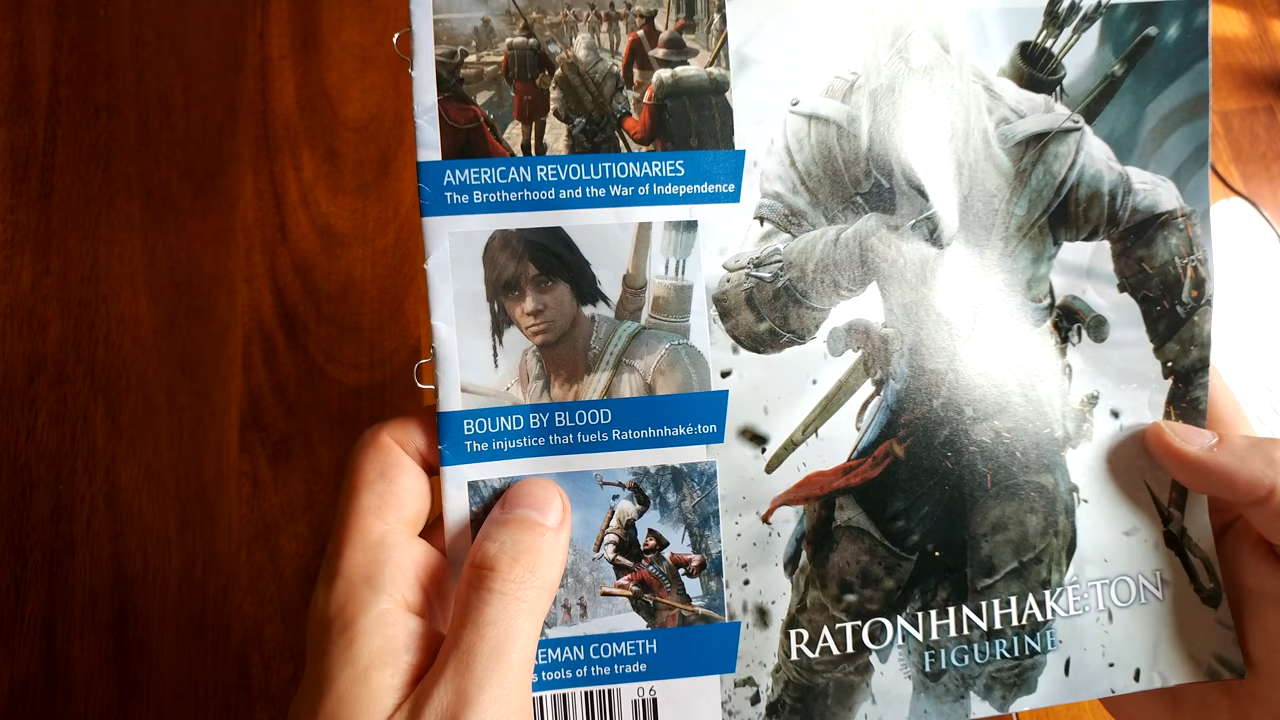 AMERICAN REVOLUTIONARIES
The Brotherhood and the War of Independence
BOUND BY BLOOD
The injustice that fuels Ratonhnhaké:ton
COMETH
tools of the trade
06
RATONHNHAKÉ:TON
FIGURINE